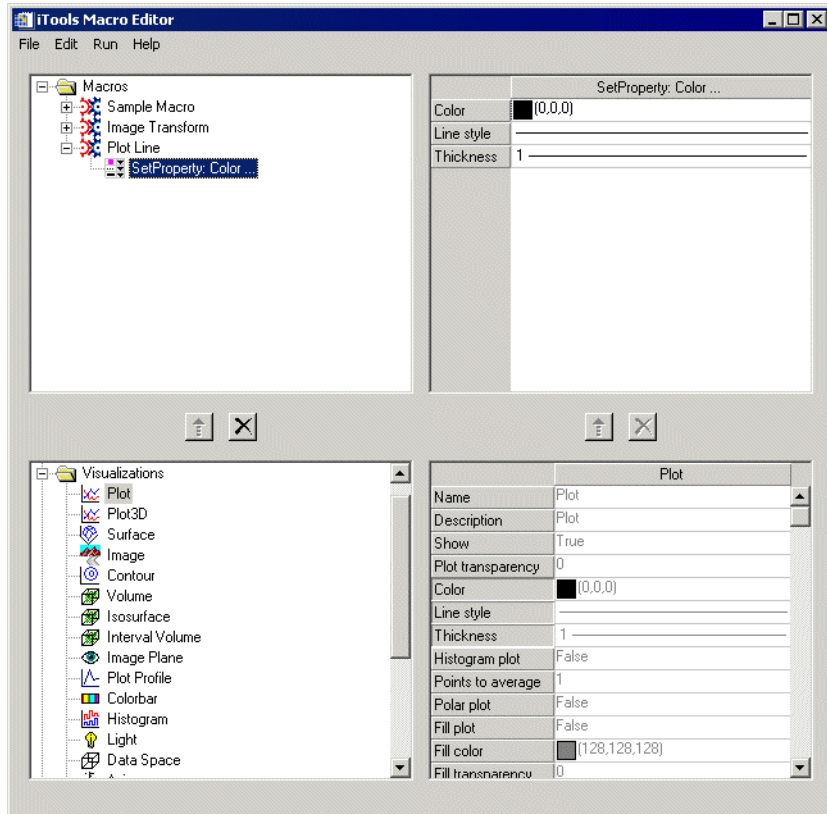 iTools Macro Editor
File Edit Run Help
Macros
Sample Macro
Image Transform
Plot Line
SetProperty: Color ...
SetProperty: Color ...
Color (0,0,0)
Line style
Thickness 1
Visualizations
Plot
Plot3D
Surface
Image
Contour
Volume
Isosurface
Interval Volume
Image Plane
Plot Profile
Colorbar
Histogram
Light
Data Space
Plot
Name Plot
Description Plot
Show True
Plot transparency 0
Color (0,0,0)
Line style
Thickness 1
Histogram plot False
Points to average 1
Polar plot False
Fill plot False
Fill color (128,128,128)
Fill transparency 0